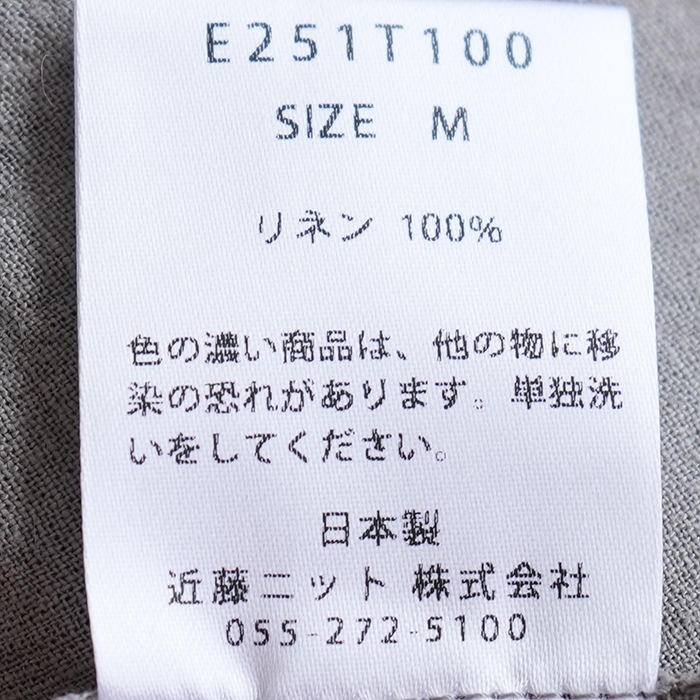 E251T100
SIZE M
リネン 100%
色の濃い商品は、他の物に移
染の恐れがあります。単独洗
いをしてください。
日本製
近藤ニット 株式会社
055-272-5100